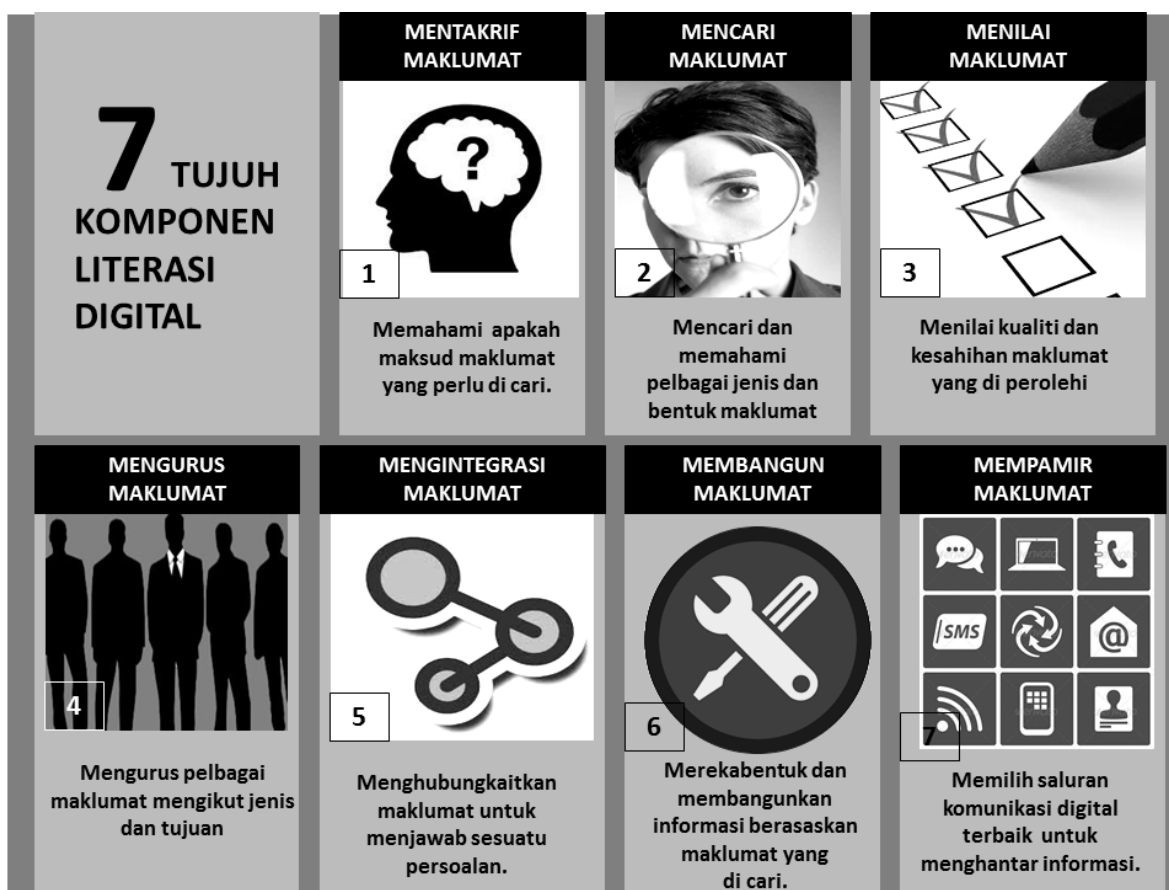 7 TUJUH
KOMPONEN
LITERASI
DIGITAL
MENTAKRIF
MAKLUMAT
?
1
Memahami apakah
maksud maklumat
yang perlu di cari.
MENCARI
MAKLUMAT
2
Mencari dan
memahami
pelbagai jenis dan
bentuk maklumat
MENILAI
MAKLUMAT
3
Menilai kualiti dan
kesahihan maklumat
yang di perolehi
MENGURUS
MAKLUMAT
4
Mengurus pelbagai
maklumat mengikut jenis
dan tujuan
MENGINTEGRASI
MAKLUMAT
5
Menghubungkaitkan
maklumat untuk
menjawab sesuatu
persoalan.
MEMBANGUN
MAKLUMAT
6
Merekabentuk dan
membangunkan
informasi berasaskan
maklumat yang
di cari.
MEMPAMIR
MAKLUMAT
SMS
@
7
Memilih saluran
komunikasi digital
terbaik untuk
menghantar informasi.